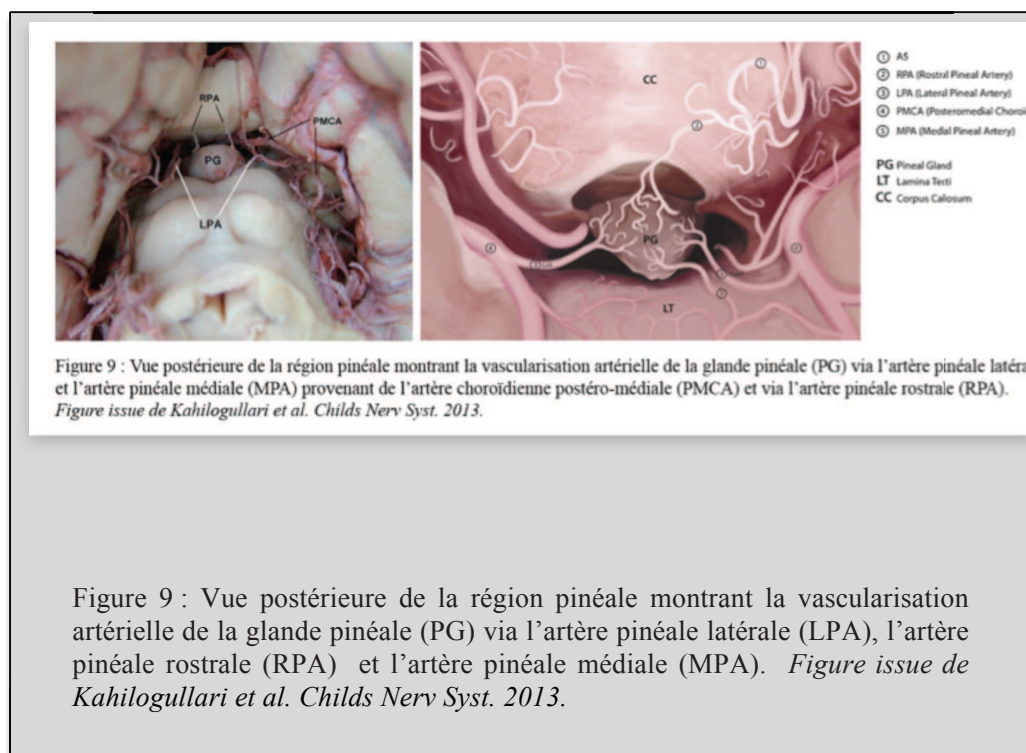 RPA
PMCA
PG
LPA
CC
1
2
PG
4
3
4
LT
① A5
② RPA (Rostral Pineal Artery)
③ LPA (Lateral Pineal Artery)
④ PMCA (Posteromedial Choroi
⑤ MPA (Medial Pineal Artery)
PG Pineal Gland
LT Lamina Tecti
CC Corpus Calosum
Figure 9 : Vue postérieure de la région pinéale montrant la vascularisation artérielle de la glande pinéale (PG) via l'artère pinéale latéra
et l'artère pinéale médiale (MPA) provenant de l'artère choroïdienne postéro-médiale (PMCA) et via l'artère pinéale rostrale (RPA).
Figure issue de Kahilogullari et al. Childs Nerv Syst. 2013.
Figure 9 : Vue postérieure de la région pinéale montrant la vascularisation
artérielle de la glande pinéale (PG) via l'artère pinéale latérale (LPA), l'artère
pinéale rostrale (RPA) et l'artère pinéale médiale (MPA). Figure issue de
Kahilogullari et al. Childs Nerv Syst. 2013.